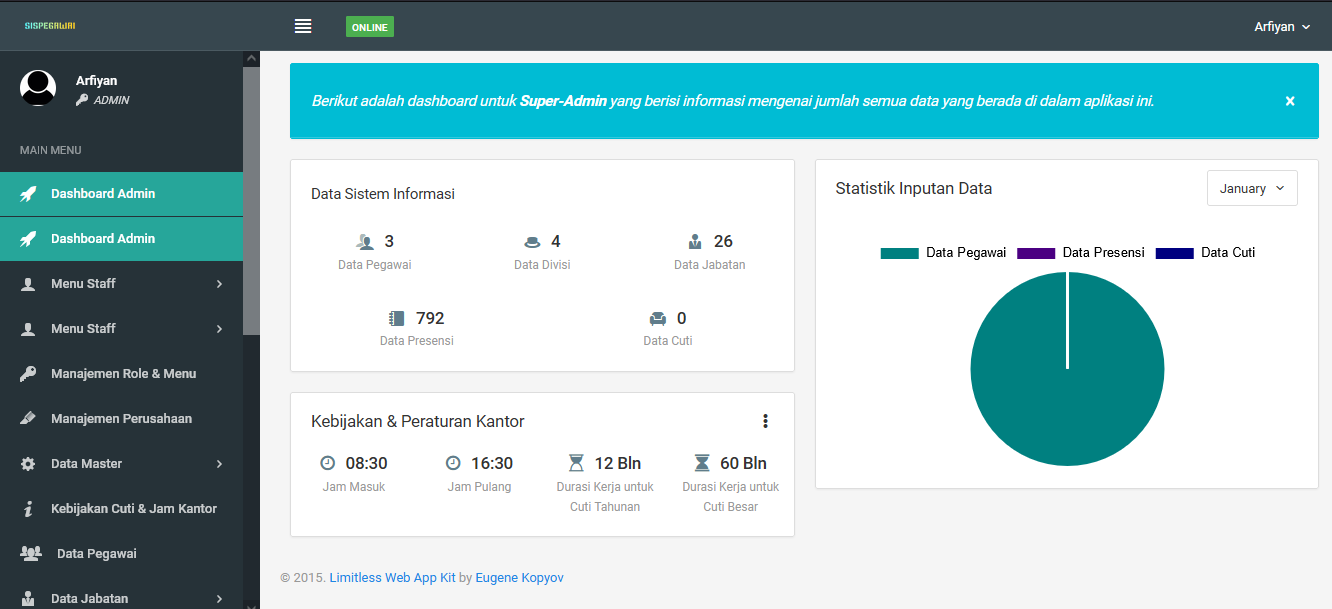 SISPEGAWAI
ONLINE
Arfiyan
Arfiyan
ADMIN
MAIN MENU
Dashboard Admin
Dashboard Admin
Menu Staff
Menu Staff
Manajemen Role & Menu
Manajemen Perusahaan
Data Master
Kebijakan Cuti & Jam Kantor
Data Pegawai
Data Jabatan
Berikut adalah dashboard untuk Super-Admin yang berisi informasi mengenai jumlah semua data yang berada di dalam aplikasi ini.
×
Data Sistem Informasi
3
Data Pegawai
4
Data Divisi
26
Data Jabatan
792
Data Presensi
0
Data Cuti
Kebijakan & Peraturan Kantor
08:30
Jam Masuk
16:30
Jam Pulang
12 Bln
Durasi Kerja untuk
Cuti Tahunan
60 Bln
Durasi Kerja untuk
Cuti Besar
Statistik Inputan Data
January
Data Pegawai
Data Presensi
Data Cuti
© 2015. Limitless Web App Kit by Eugene Kopyov